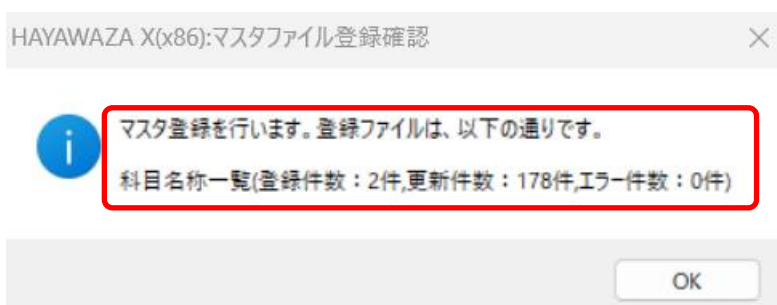 HAYAWAZA X(x86):マスタファイル登録確認
マスタ登録を行います。登録ファイルは、以下の通りです。
科目名称一覧(登録件数：2件,更新件数：178件,エラー件数：0件)
OK